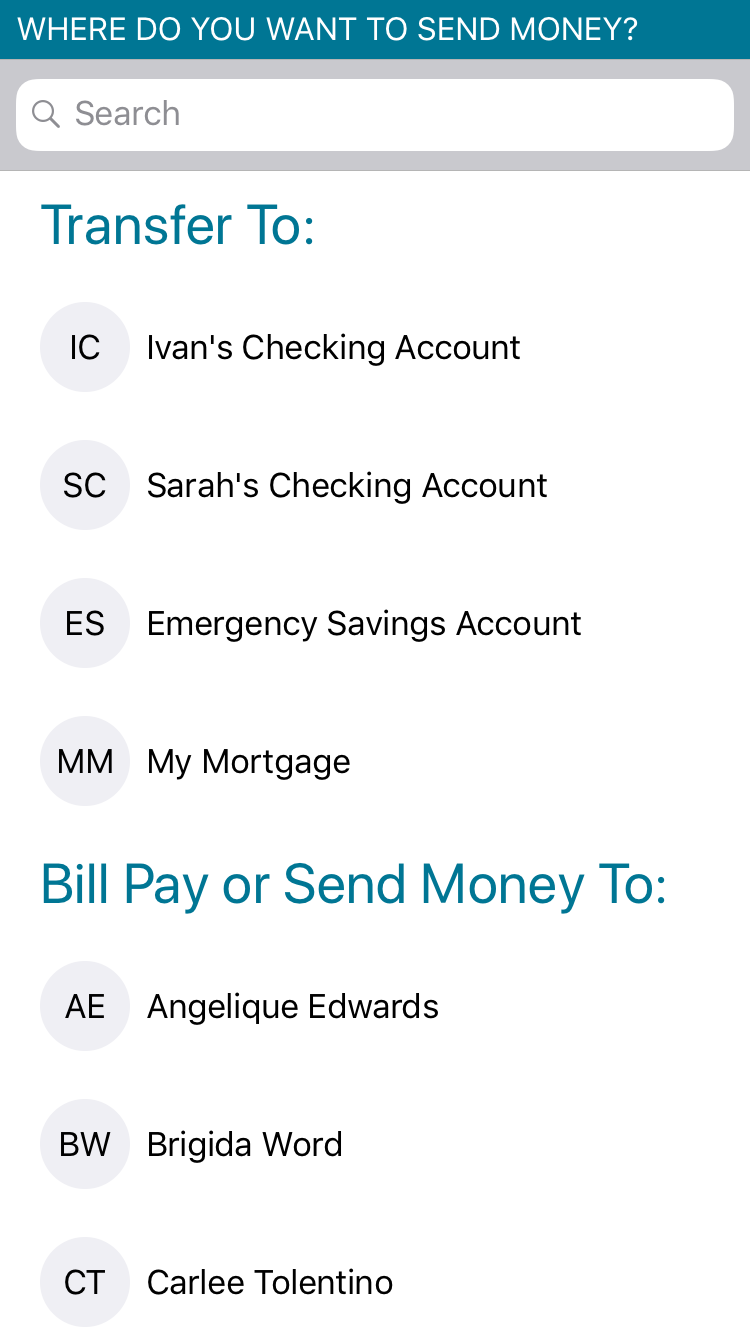 WHERE DO YOU WANT TO SEND MONEY?
Search
Transfer To:
IC Ivan's Checking Account
SC Sarah's Checking Account
ES Emergency Savings Account
MM My Mortgage
Bill Pay or Send Money To:
AE Angelique Edwards
BW Brigida Word
CT Carlee Tolentino